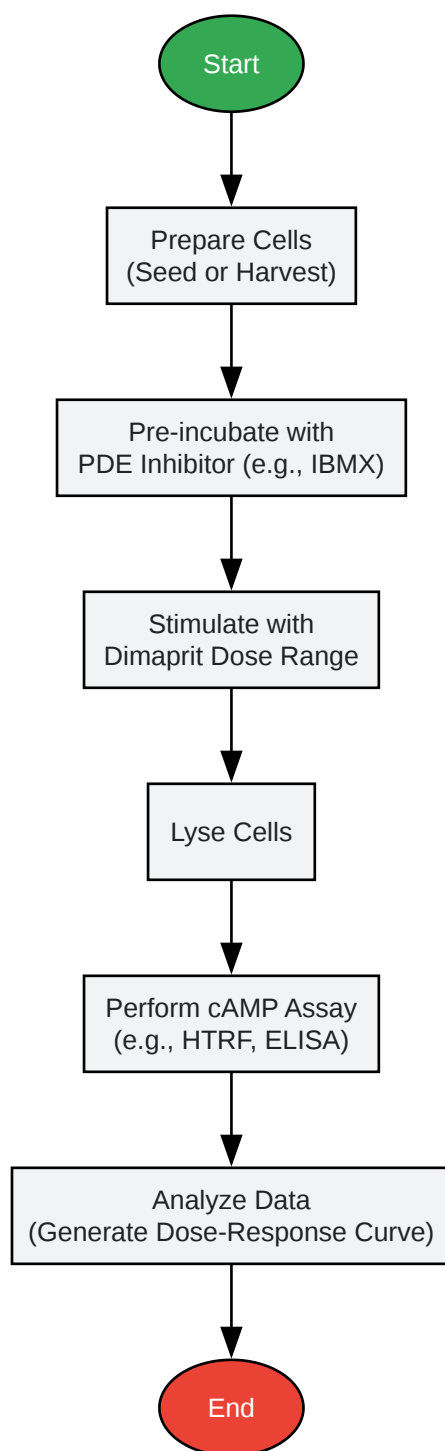 Start
Prepare Cells
(Seed or Harvest)
Pre-incubate with
PDE Inhibitor (e.g., IBMX)
Stimulate with
Dimaprit Dose Range
Lyse Cells
Perform cAMP Assay
(e.g., HTRF, ELISA)
Analyze Data
(Generate Dose-Response Curve)
End